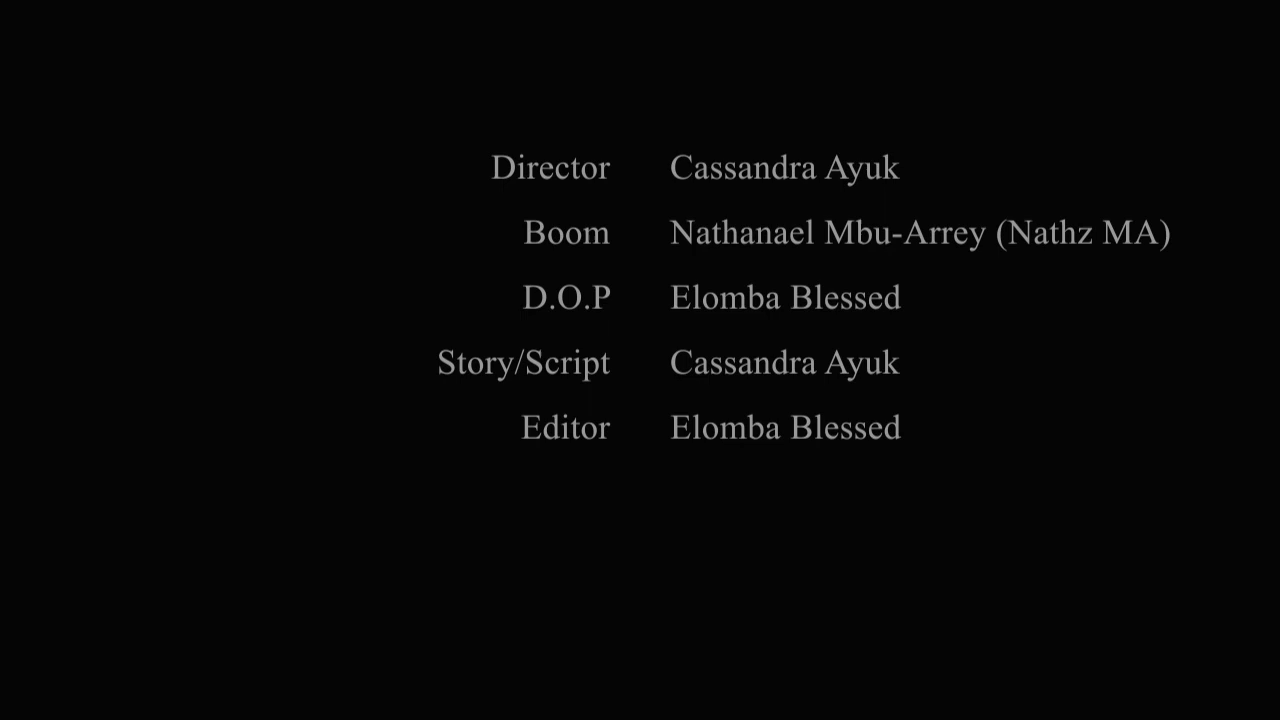 Director Cassandra Ayuk
Boom Nathanael Mbu-Arrey (Nathz MA)
D.O.P Elomba Blessed
Story/Script Cassandra Ayuk
Editor Elomba Blessed